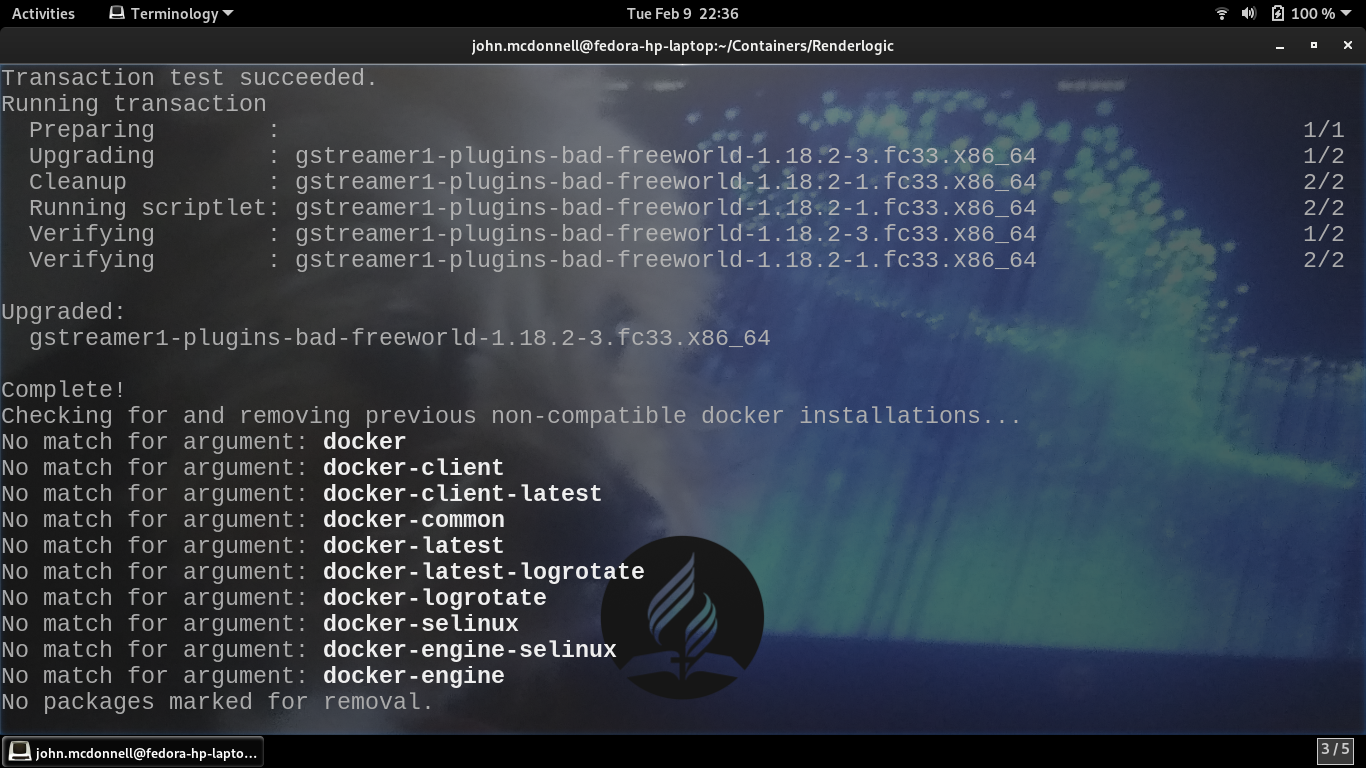 Activities Terminology Tue Feb 9 22:36 100 %
john.mcdonnell@fedora-hp-laptop:~/Containers/Renderlogic
Transaction test succeeded.
Running transaction
  Preparing        :                                                                          1/1
  Upgrading        : gstreamer1-plugins-bad-freeworld-1.18.2-3.fc33.x86_64                   1/2
  Cleanup          : gstreamer1-plugins-bad-freeworld-1.18.2-1.fc33.x86_64                   2/2
  Running scriptlet: gstreamer1-plugins-bad-freeworld-1.18.2-1.fc33.x86_64                   2/2
  Verifying        : gstreamer1-plugins-bad-freeworld-1.18.2-3.fc33.x86_64                   1/2
  Verifying        : gstreamer1-plugins-bad-freeworld-1.18.2-1.fc33.x86_64                   2/2
Upgraded:
  gstreamer1-plugins-bad-freeworld-1.18.2-3.fc33.x86_64
Complete!
Checking for and removing previous non-compatible docker installations...
No match for argument: docker
No match for argument: docker-client
No match for argument: docker-client-latest
No match for argument: docker-common
No match for argument: docker-latest
No match for argument: docker-latest-logrotate
No match for argument: docker-logrotate
No match for argument: docker-selinux
No match for argument: docker-engine-selinux
No match for argument: docker-engine
No packages marked for removal.
john.mcdonnell@fedora-hp-lapto... 3 / 5